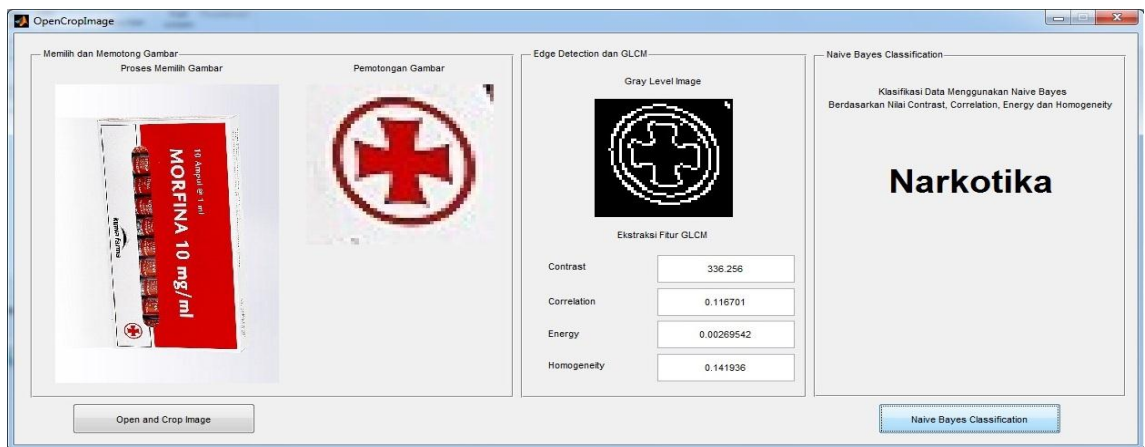 OpenCropImage
Memilih dan Memotong Gambar
Proses Memilih Gambar
Pemotongan Gambar
10 Ampul @ 1 ml
MORFINA 10 mg/ml
kimia farma
Open and Crop Image
Edge Detection dan GLCM
Gray Level Image
Ekstraksi Fitur GLCM
Contrast
336.256
Correlation
0.116701
Energy
0.00269542
Homogeneity
0.141936
Naive Bayes Classification
Klasifikasi Data Menggunakan Naive Bayes
Berdasarkan Nilai Contrast, Correlation, Energy dan Homogeneity
Narkotika
Naive Bayes Classification